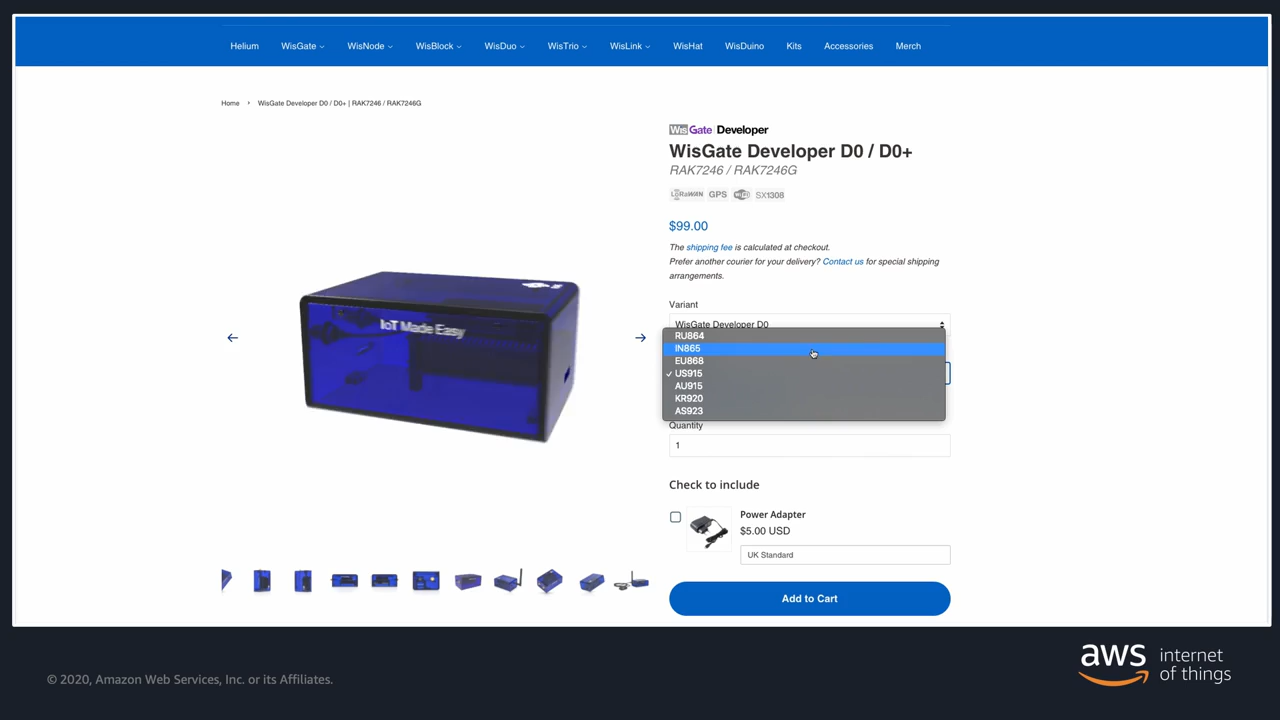 Helium WisGate WisNode WisBlock WisDuo WisTrio WisLink WisHat WisDuino Kits Accessories Merch
Home WisGate Developer D0 / D0+ | RAK7246 / RAK7246G
WisGate Developer
WisGate Developer D0 / D0+
RAK7246 / RAK7246G
LoRaWAN GPS WiFi SX1308
$99.00
The shipping fee is calculated at checkout.
Prefer another courier for your delivery? Contact us for special shipping
arrangements.
Variant
WisGate Developer D0
RU864
IN865
EU868
✓ US915
AU915
KR920
AS923
IoT Made Easy
Quantity
1
Check to include
Power Adapter
$5.00 USD
UK Standard
Add to Cart
© 2020, Amazon Web Services, Inc. or its Affiliates.
aws internet
of things